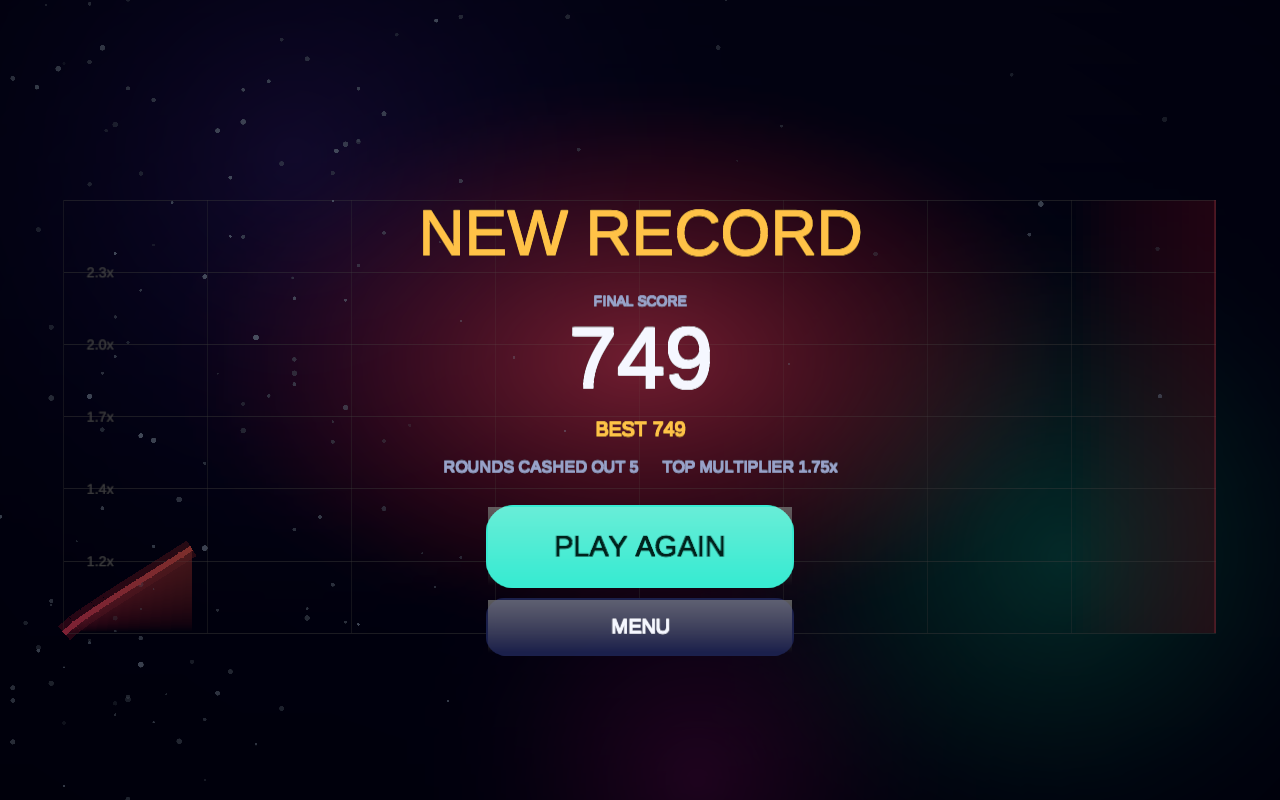 NEW RECORD
2.3x
FINAL SCORE
749
2.0x
1.7x
BEST 749
ROUNDS CASHED OUT 5 TOP MULTIPLIER 1.75x
1.4x
PLAY AGAIN
1.2x
MENU